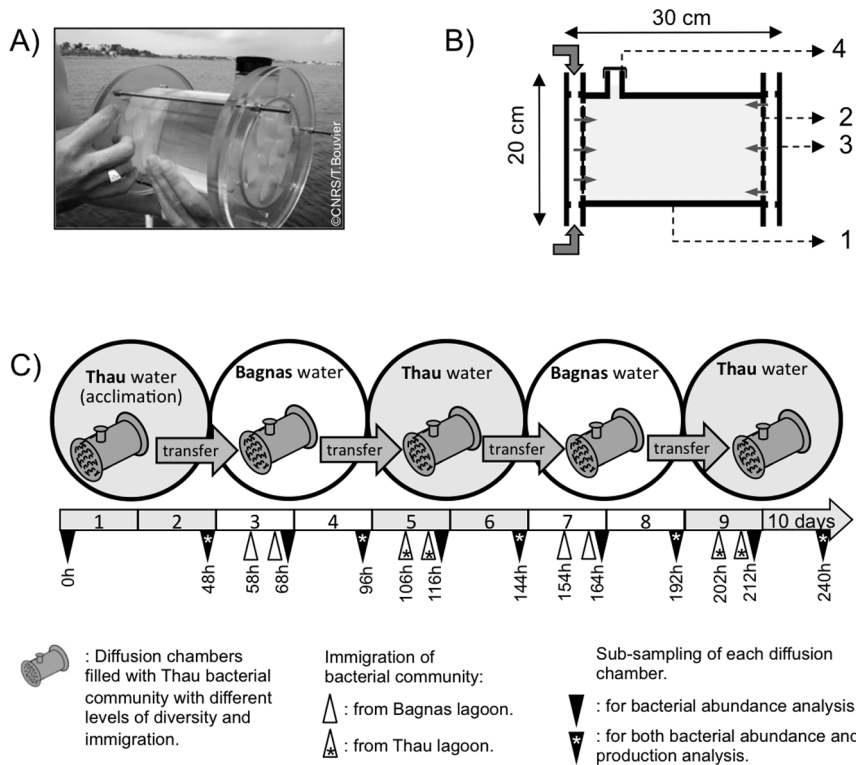 A)
©CNRS/T.Bouvier
B)
30 cm
20 cm
4
2
3
1
C)
Thau water
(acclimation)
Bagnas water
Thau water
Bagnas water
Thau water
transfer
transfer
transfer
transfer
1
2
3
4
5
6
7
8
9
10 days
0h
48h
58h
68h
96h
106h
116h
144h
154h
164h
192h
202h
212h
240h
: Diffusion chambers
filled with Thau bacterial
community with different
levels of diversity and
immigration.
Immigration of
bacterial community:
: from Bagnas lagoon.
: from Thau lagoon.
Sub-sampling of each diffusion
chamber.
: for bacterial abundance analysis
: for both bacterial abundance and
production analysis.